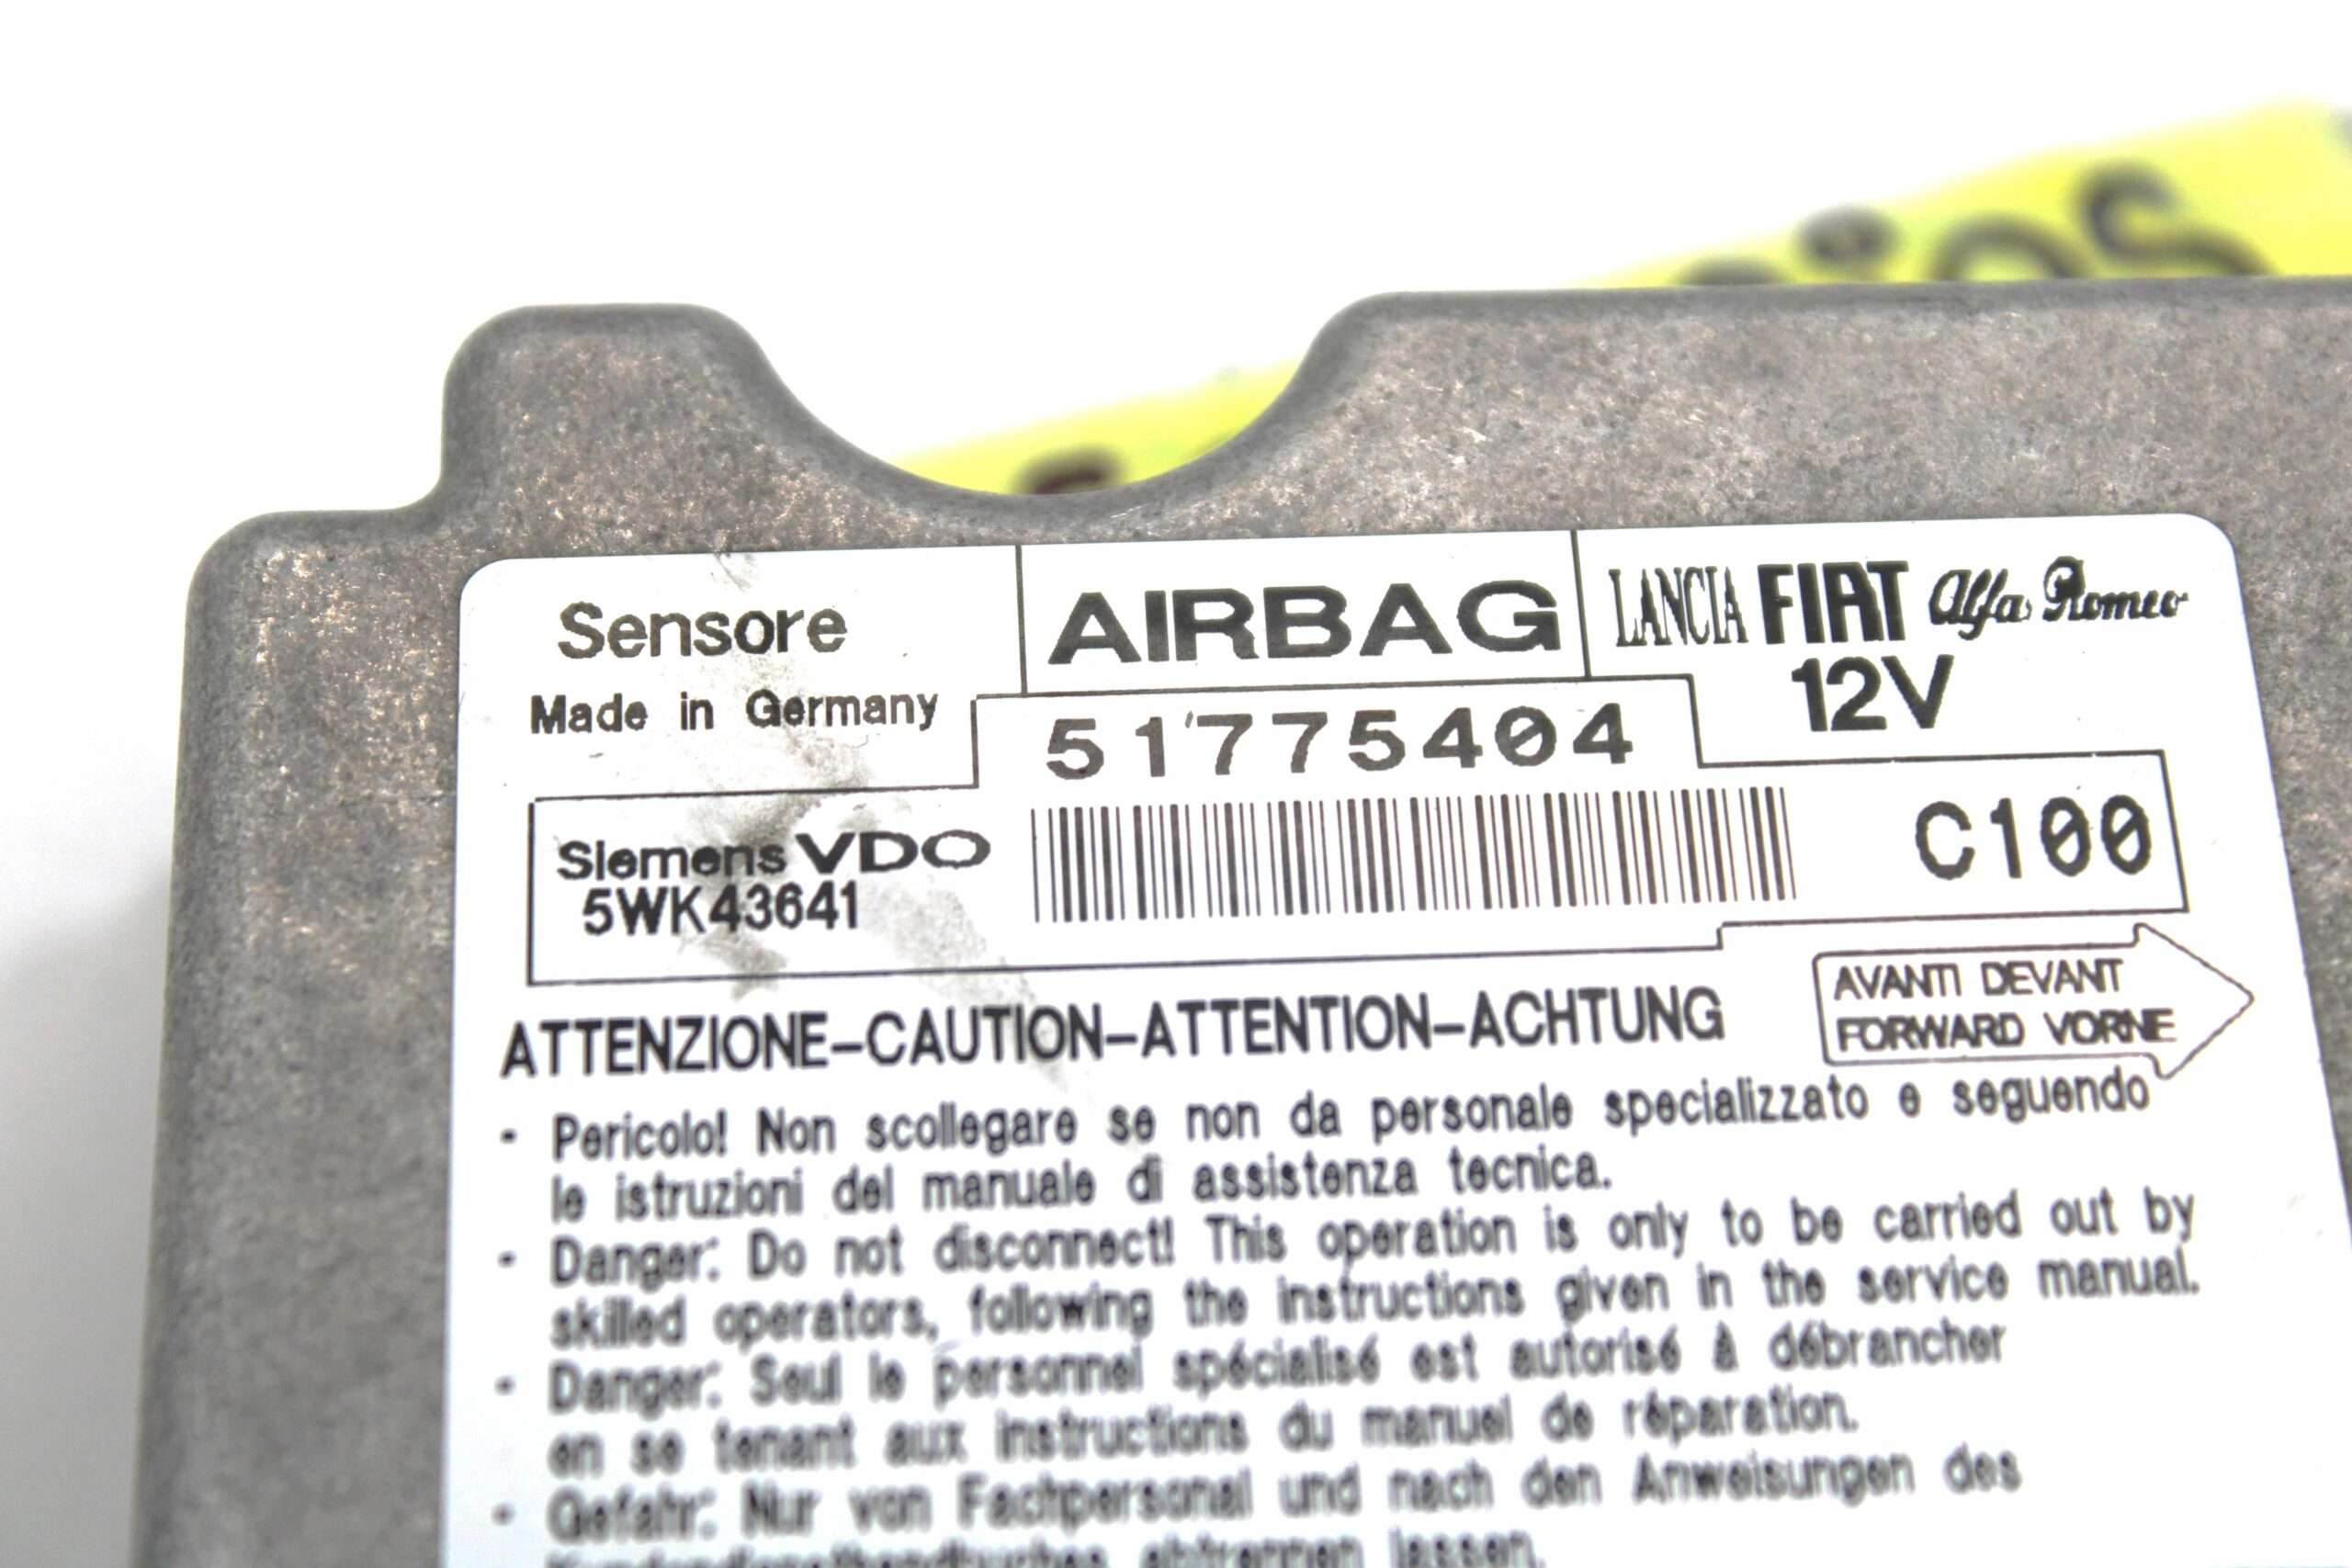 Sensore
AIRBAG
LANCIA FIAT Alfa Romeo
12V
Made in Germany
51775404
Siemens VDO
5WK43641
C100
AVANTI DEVANT
FORWARD VORNE
ATTENZIONE-CAUTION-ATTENTION-ACHTUNG
- Pericolo! Non scollegare se non da personale specializzato e seguendo
le istruzioni del manuale di assistenza tecnica.
- Danger: Do not disconnect! This operation is only to be carried out by
skilled operators, following the instructions given in the service manual.
- Danger: Seul le personnel spécialisé est autorisé à débrancher
en se tenant aux instructions du manuel de réparation.
- Gefahr: Nur von Fachpersonal und nach den Anweisungen des
abtrennen lassen.